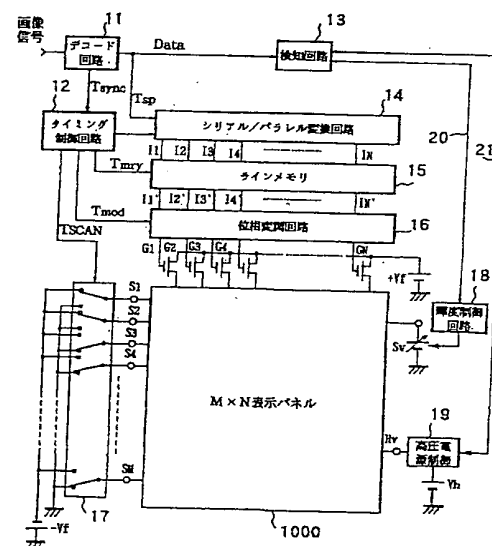 画像
信号
11
デコード
回路
Data
13
検知回路
12
Tsync
Tsp
タイミング
制御回路
14
シリアル/パラレル変換回路
20
21
I1 I2 I3 I4 IN
Tmry
ラインメモリ
15
I1' I2' I3' I4' IN'
Tmod
位相変調回路
16
TSCAN
G1 G2 G3 G4 GN
+Vf
18
輝度制御
回路
S1
S2
S3
S4
Sv
M×N表示パネル
19
高圧電
源制御
Hv
SM
17
Vh
-Vf
1000